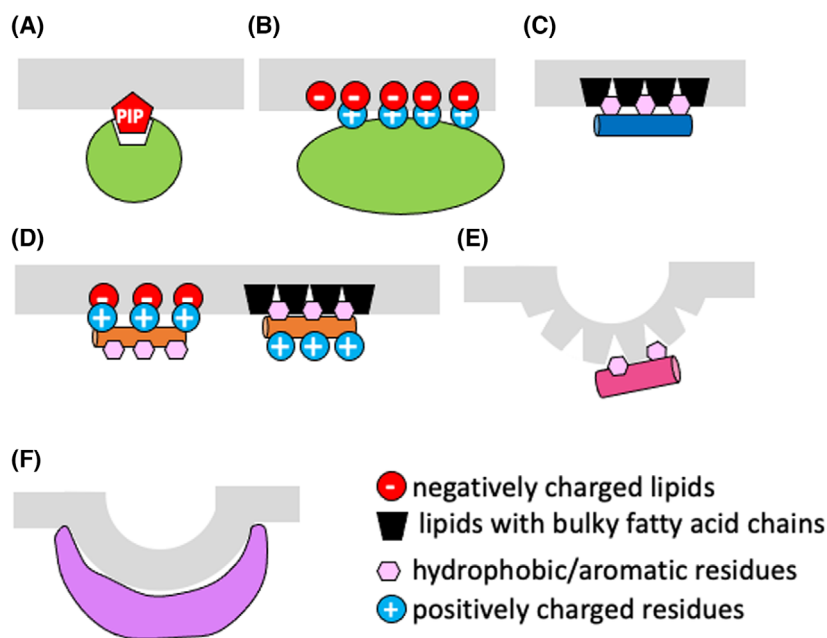 (A)
(B)
(C)
PIP
- - - - -
+ + + +
(D)
(E)
- - -
+ + +
+ + +
(F)
- negatively charged lipids
lipids with bulky fatty acid chains
hydrophobic/aromatic residues
+ positively charged residues